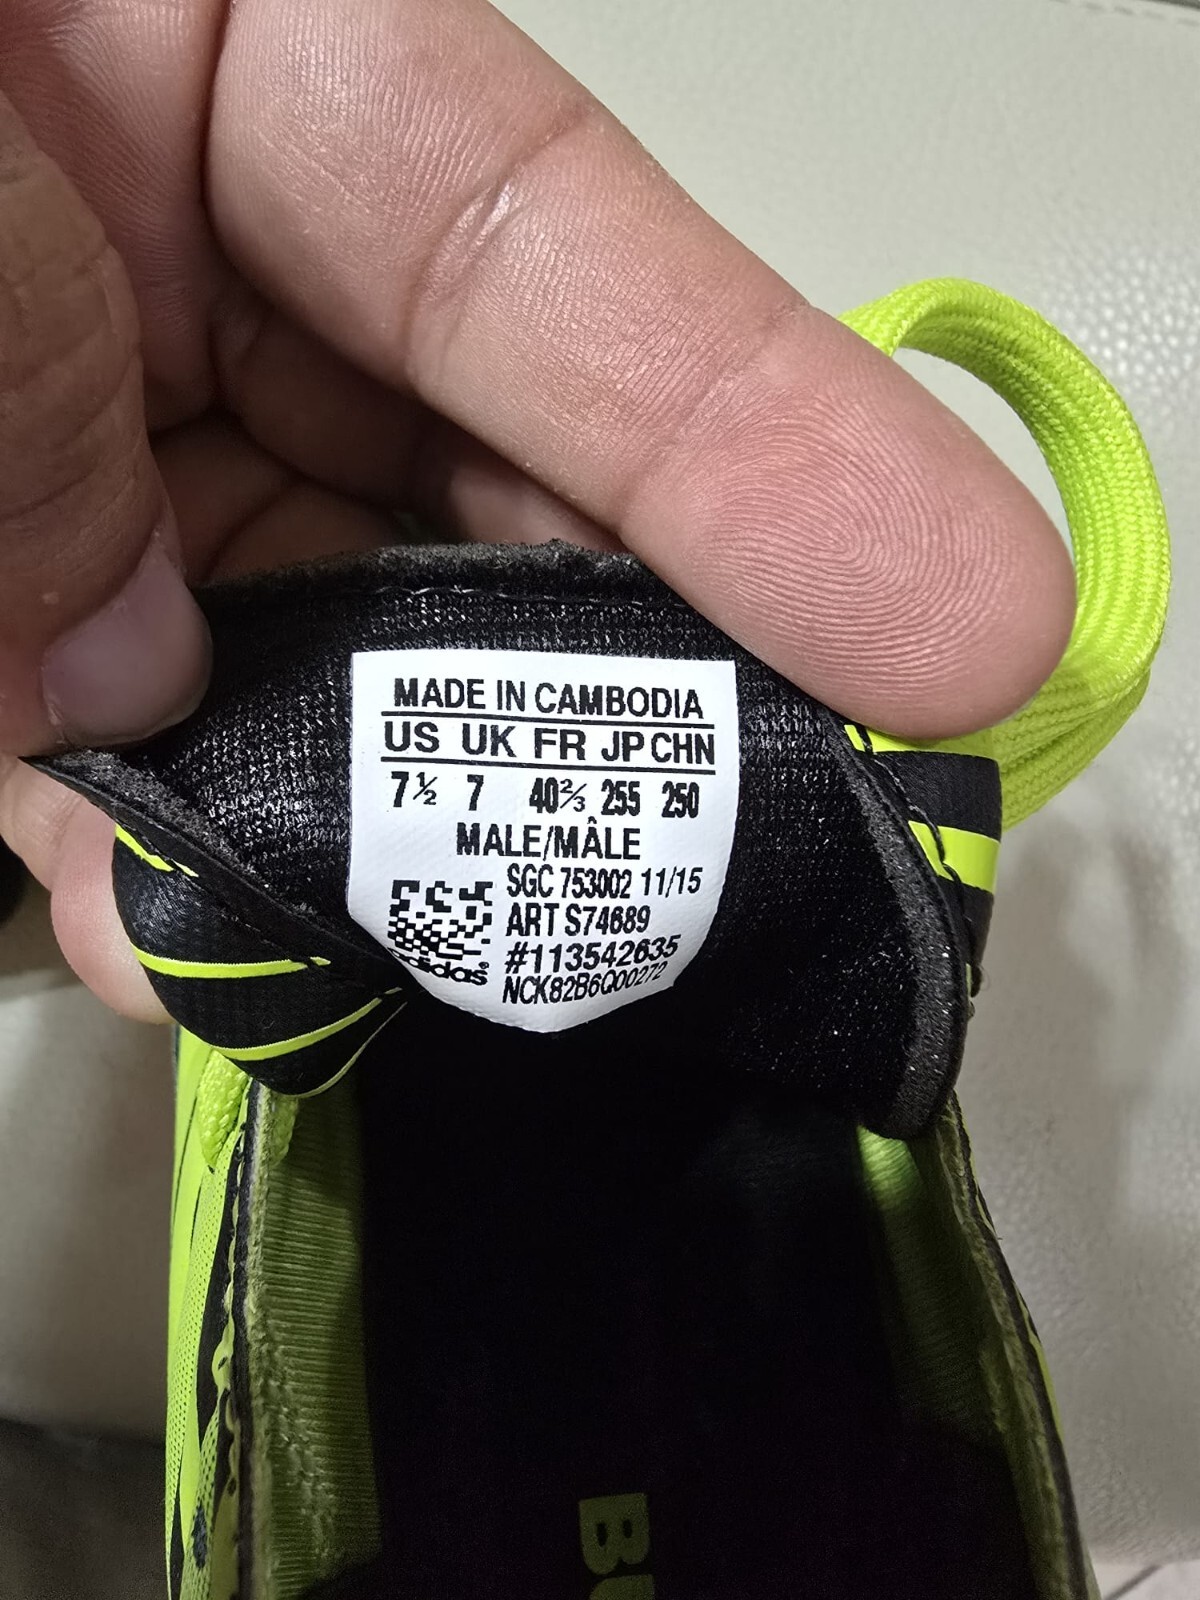 MADE IN CAMBODIA
US UK FR JP CHN
7½ 7 40⅔ 255 250
MALE/MÂLE
SGC 753002 11/15
ART S74689
#113542635
adidas®
NCK82B6Q00272
BU